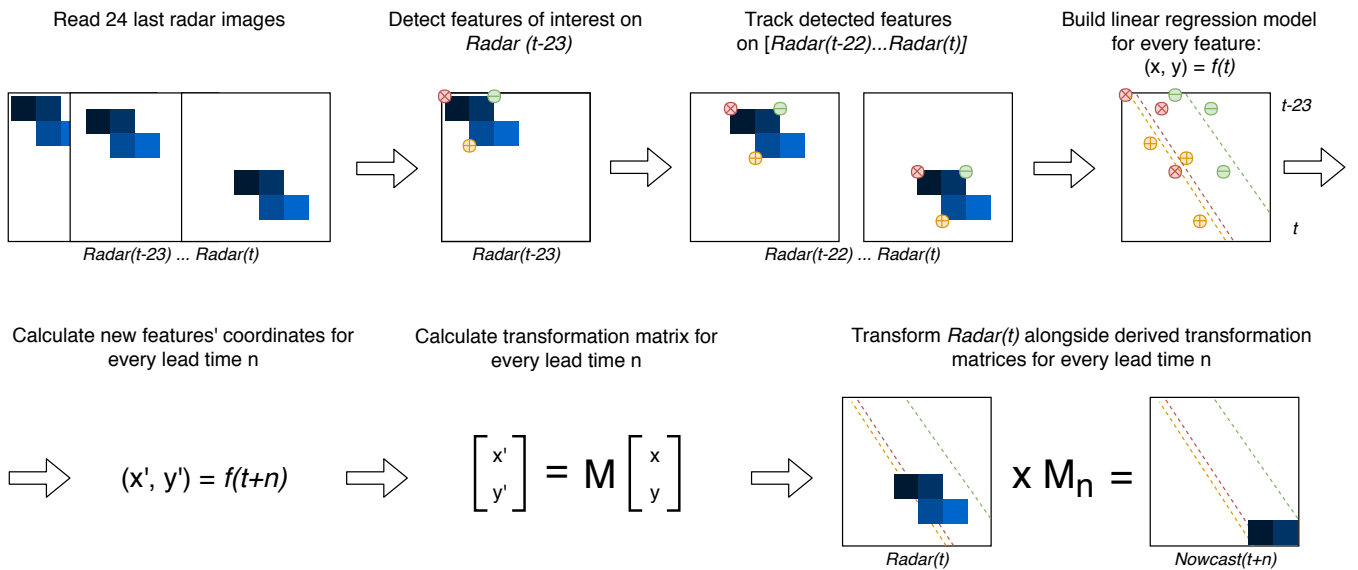 Read 24 last radar images
Detect features of interest on
Radar (t-23)
Track detected features
on [Radar(t-22)...Radar(t)]
Build linear regression model
for every feature:
(x, y) = f(t)
t-23
t
Radar(t-23) ... Radar(t)
Radar(t-23)
Radar(t-22) ... Radar(t)
Calculate new features' coordinates for
every lead time n
Calculate transformation matrix for
every lead time n
Transform Radar(t) alongside derived transformation
matrices for every lead time n
(x', y') = f(t+n)
x'
y'
= M
x
y
x Mn =
Radar(t)
Nowcast(t+n)